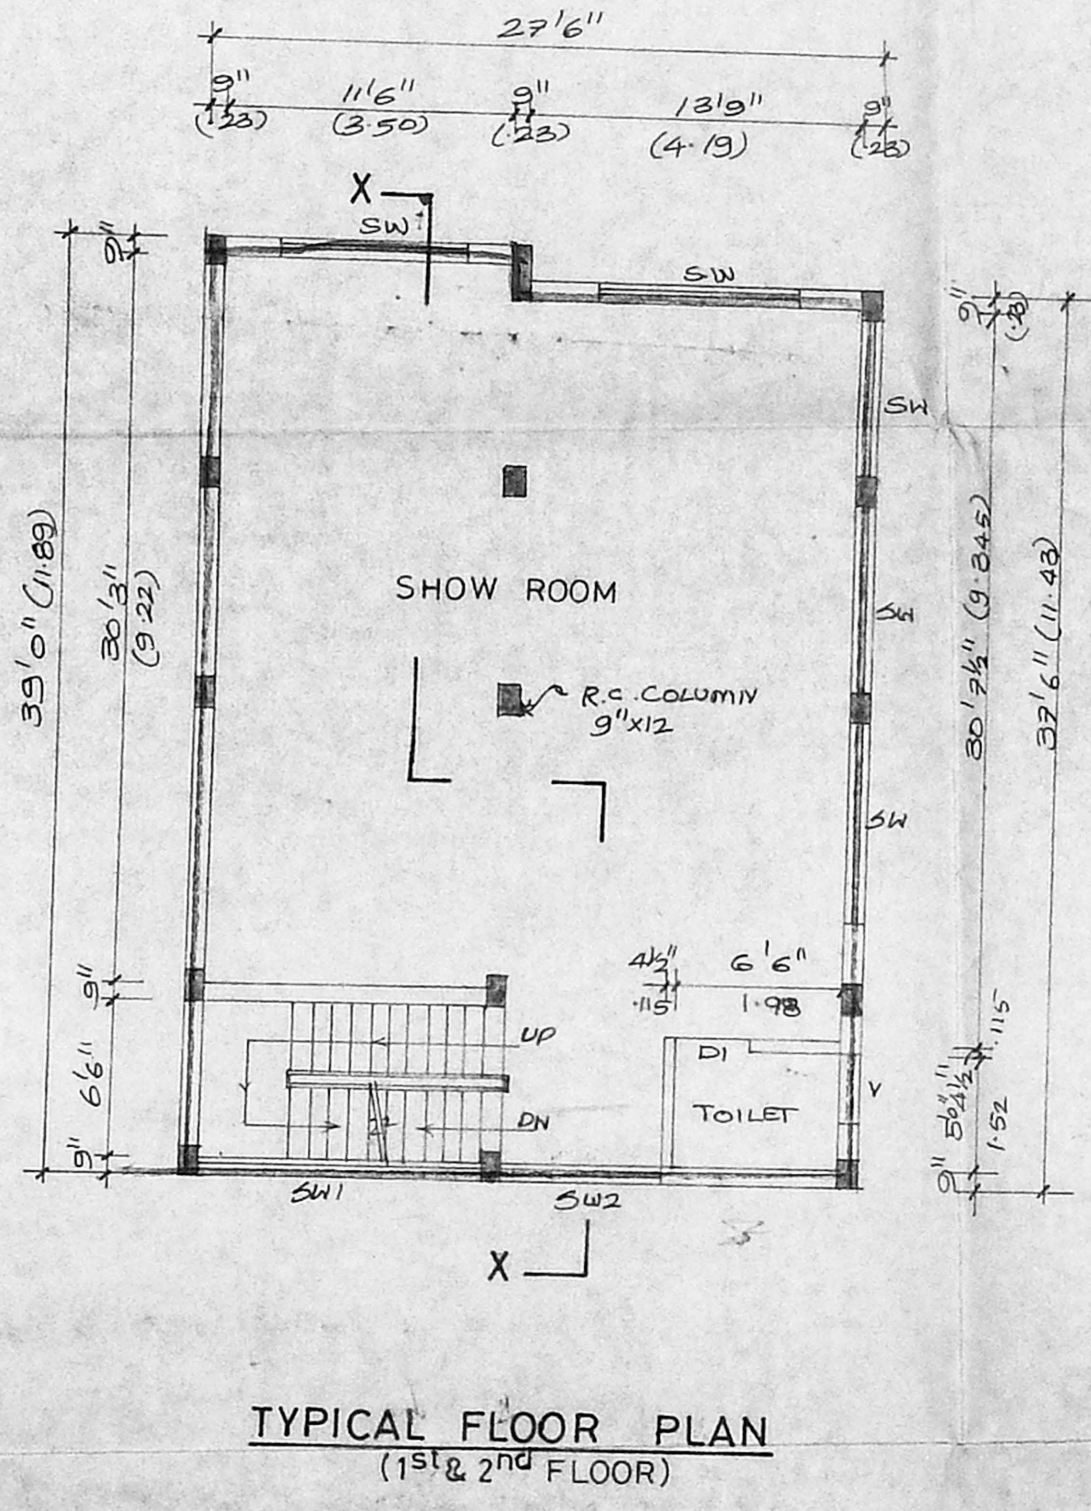 27'6"
9" 11'6" 9" 13'9" 9"
(.23) (3.50) (.23) (4.19) (.23)
X
SW
SW
9"
9"
(.23)
SW
39'0" (11.89)
30'3"
(9.22)
SHOW ROOM
SW
30'7½" (9.345)
37'6" (11.43)
R.C. COLUMN
9"x12
SW
4½" 6'6"
.115 1.98
9"
UP
D1
.115
4½"
6'6"
V
5'0"
1.52
DN
TOILET
9"
9"
SW1
SW2
X
TYPICAL FLOOR PLAN
(1st & 2nd FLOOR)